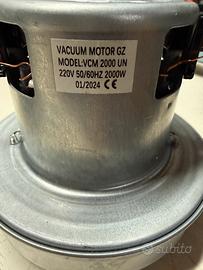 VACUUM MOTOR GZ
MODEL:VCM 2000 UN
220V 50/60HZ 2000W
01/2024 CE
subito